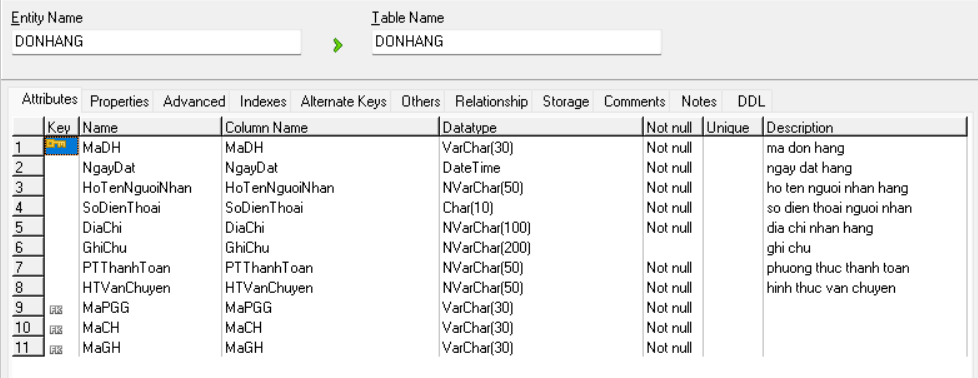 Entity Name Table Name
DONHANG DONHANG
Attributes Properties Advanced Indexes Alternate Keys Others Relationship Storage Comments Notes DDL
Key Name Column Name Datatype Not null Unique Description
1 MaDH MaDH VarChar(30) Not null ma don hang
2 NgayDat NgayDat DateTime Not null ngay dat hang
3 HoTenNguoiNhan HoTenNguoiNhan NVarChar(50) Not null ho ten nguoi nhan hang
4 SoDienThoai SoDienThoai Char(10) Not null so dien thoai nguoi nhan
5 DiaChi DiaChi NVarChar(100) Not null dia chi nhan hang
6 GhiChu GhiChu NVarChar(200) ghi chu
7 PTThanhToan PTThanhToan NVarChar(50) Not null phuong thuc thanh toan
8 HTVanChuyen HTVanChuyen NVarChar(50) Not null hinh thuc van chuyen
9 FK MaPGG MaPGG VarChar(30) Not null
10 FK MaCH MaCH VarChar(30) Not null
11 FK MaGH MaGH VarChar(30) Not null